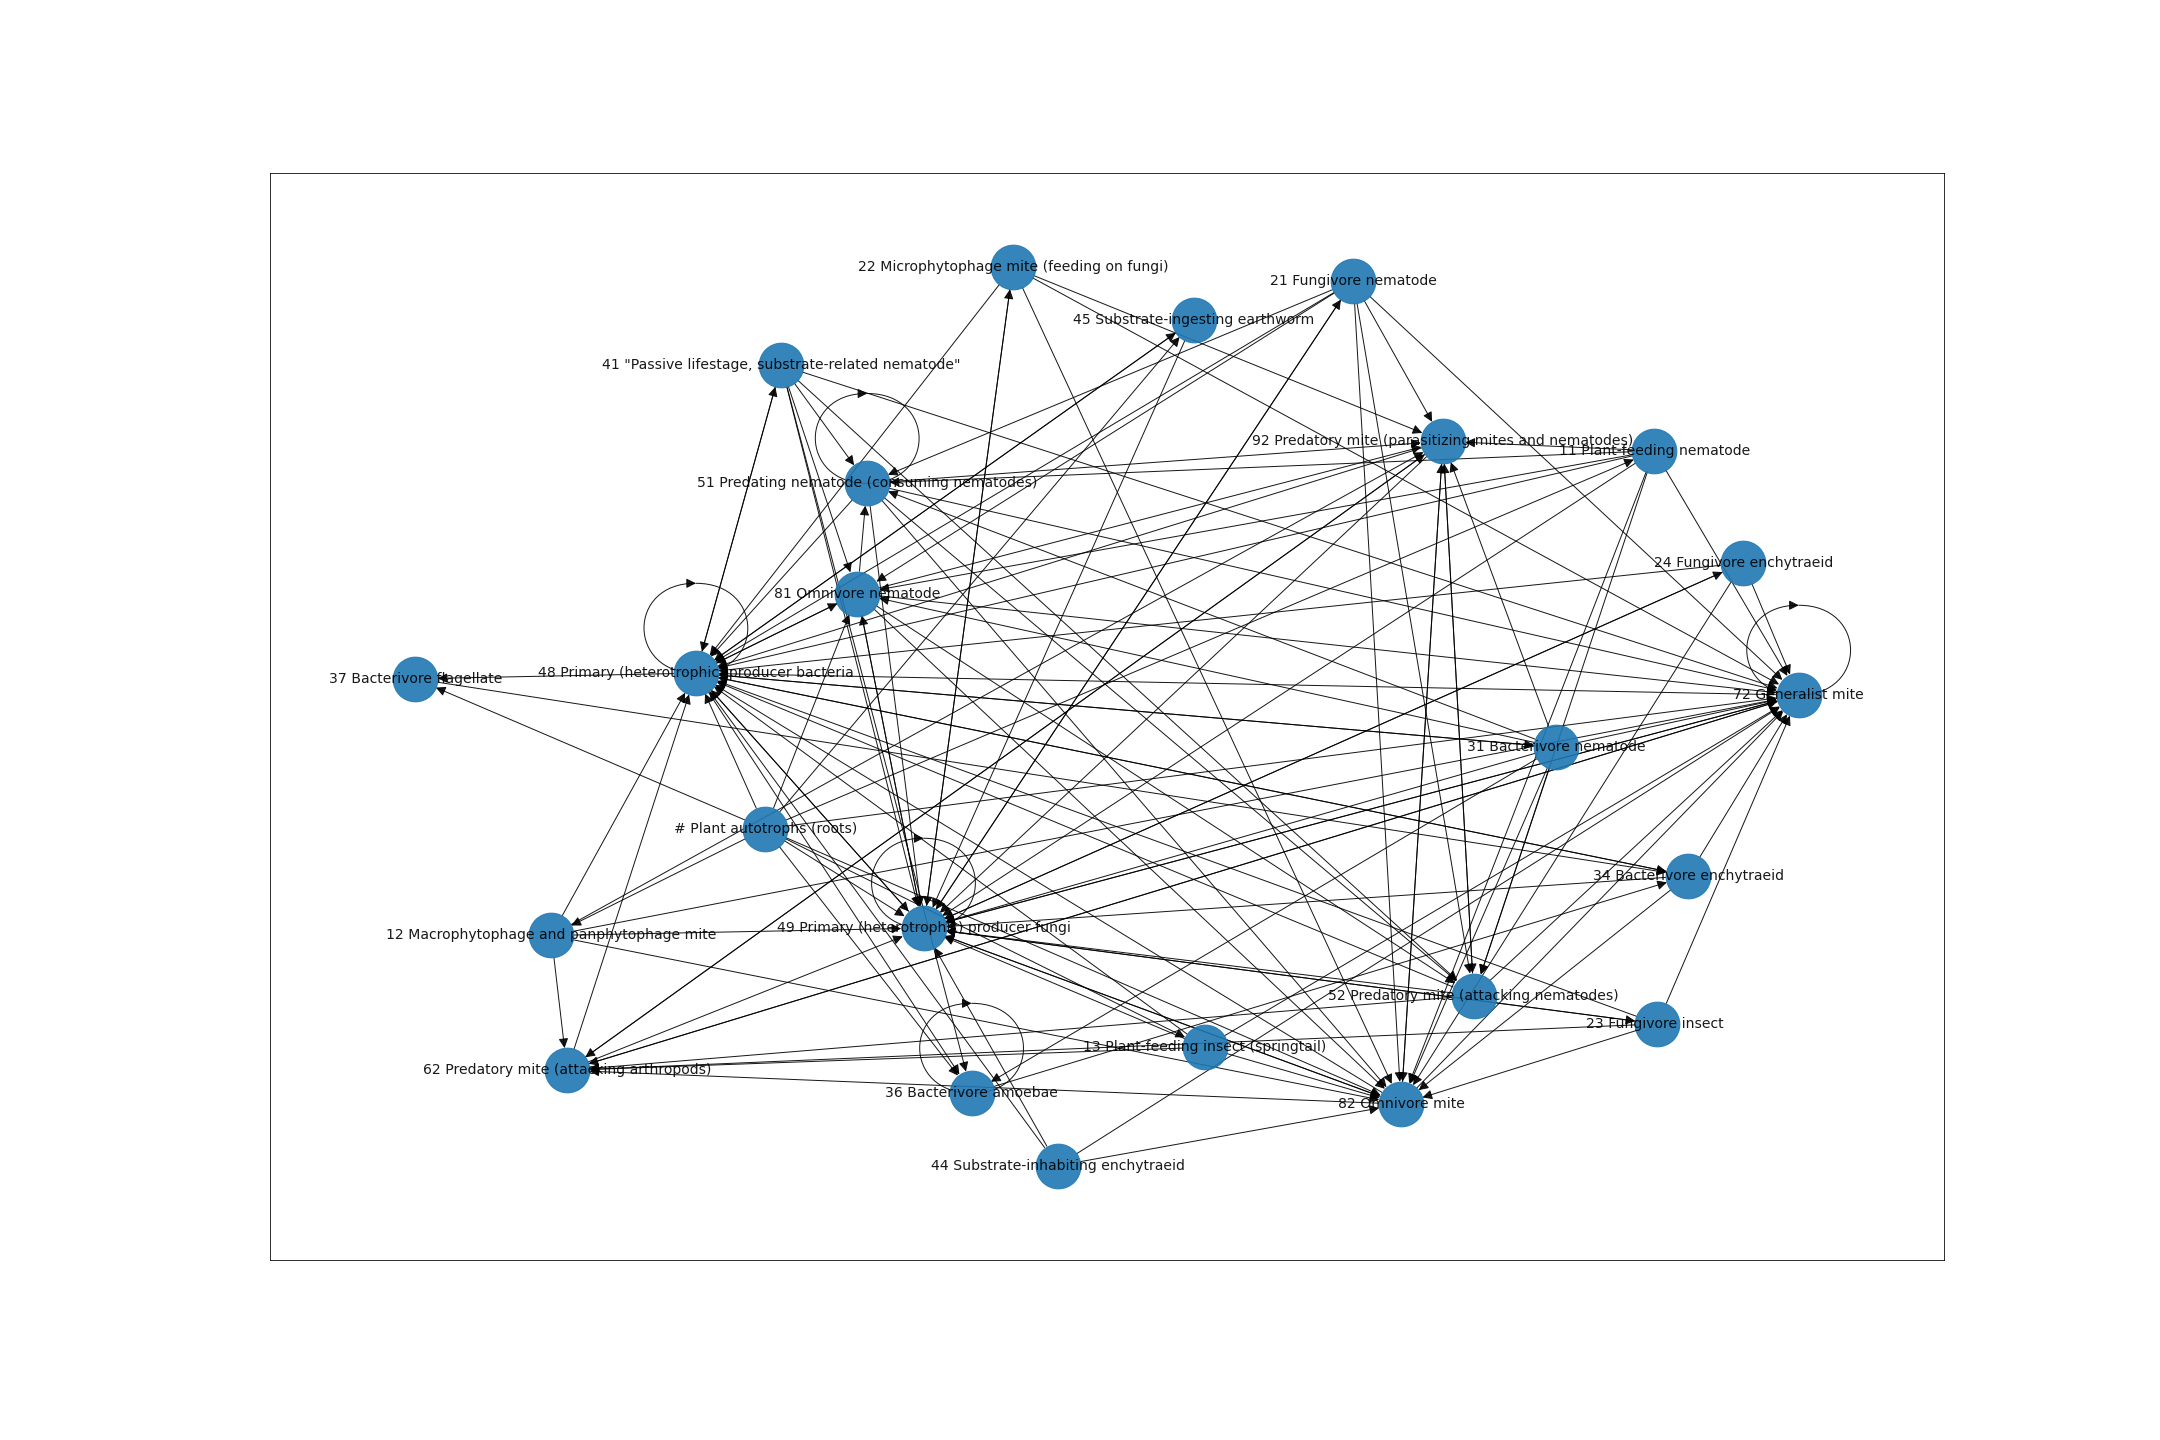 22 Microphytophage mite (feeding on fungi)
21 Fungivore nematode
45 Substrate-ingesting earthworm
41 "Passive lifestage, substrate-related nematode"
92 Predatory mite (parasitizing mites and nematodes)
11 Plant-feeding nematode
51 Predating nematode (consuming nematodes)
24 Fungivore enchytraeid
81 Omnivore nematode
48 Primary (heterotrophic) producer bacteria
37 Bacterivore flagellate
72 Generalist mite
31 Bacterivore nematode
# Plant autotrophs (roots)
34 Bacterivore enchytraeid
49 Primary (heterotrophic) producer fungi
12 Macrophytophage and panphytophage mite
52 Predatory mite (attacking nematodes)
23 Fungivore insect
13 Plant-feeding insect (springtail)
62 Predatory mite (attacking arthropods)
36 Bacterivore amoebae
82 Omnivore mite
44 Substrate-inhabiting enchytraeid